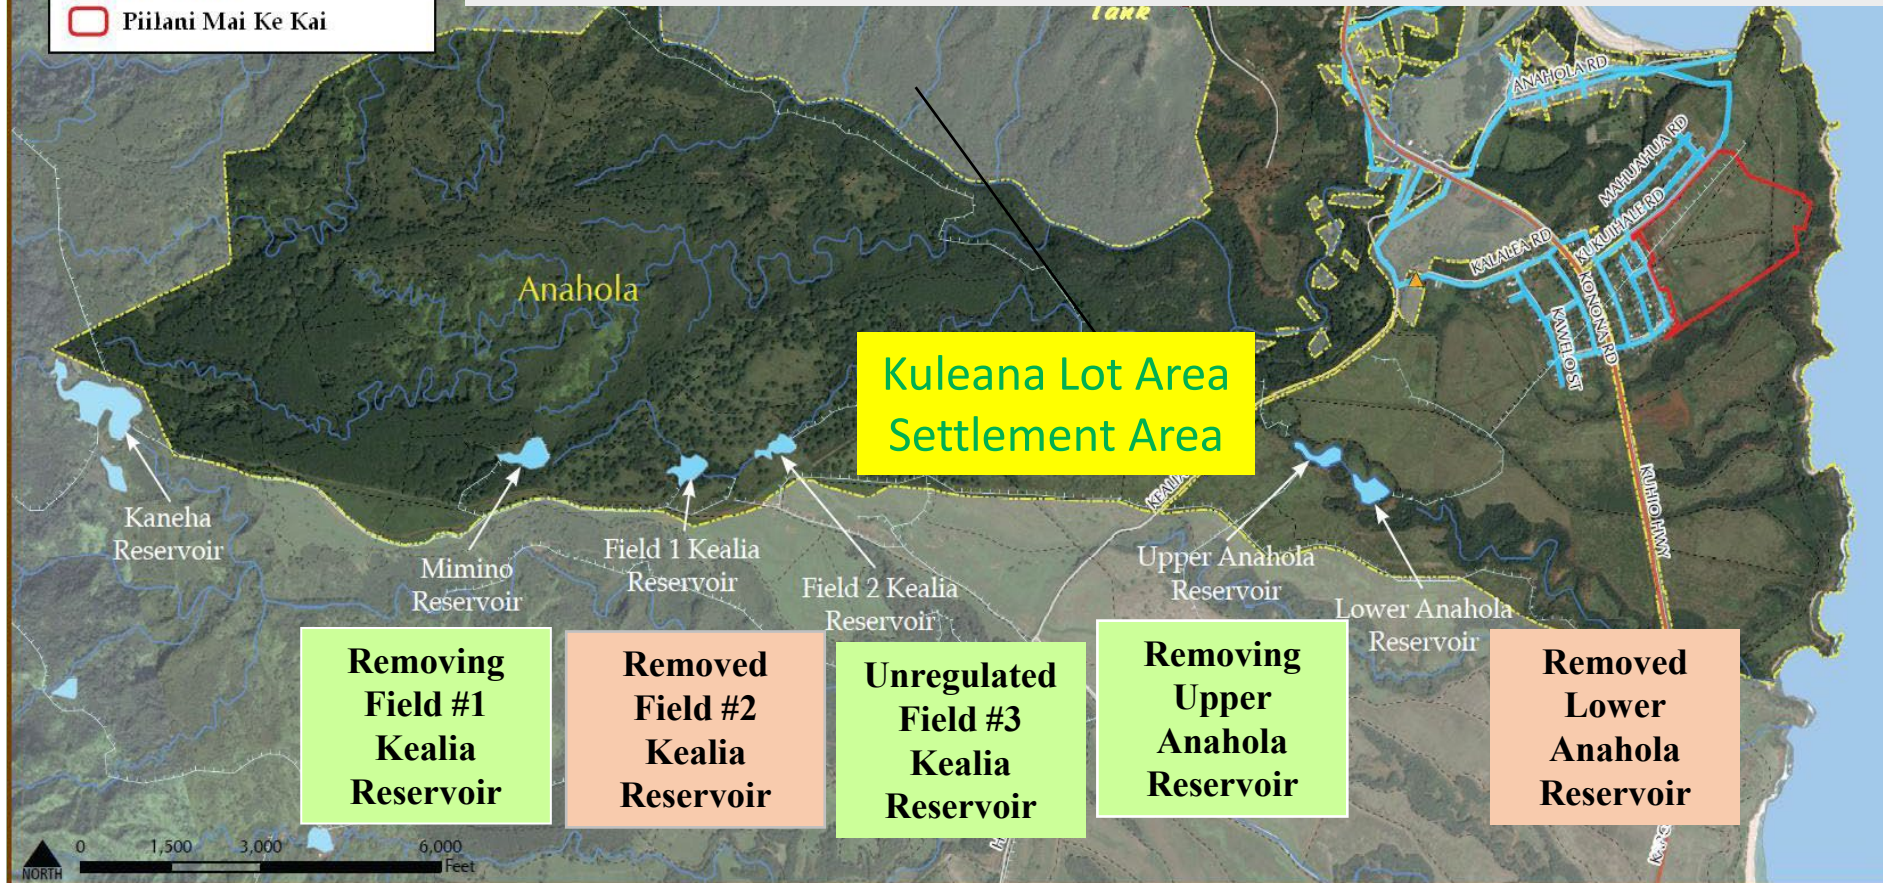 Piilani Mai Ke Kai
Tank
ANAHOLA RD
MAHUAHUA RD
KUKUIHALE RD
KALALEA RD
KONONA RD
KAWELO ST
Anahola
Kuleana Lot Area
Settlement Area
KEALIA
KUHIO HWY
Kaneha
Reservoir
Mimino
Reservoir
Field 1 Kealia
Reservoir
Field 2 Kealia
Reservoir
Upper Anahola
Reservoir
Lower Anahola
Reservoir
Removing
Field #1
Kealia
Reservoir
Removed
Field #2
Kealia
Reservoir
Unregulated
Field #3
Kealia
Reservoir
Removing
Upper
Anahola
Reservoir
Removed
Lower
Anahola
Reservoir
NORTH
0 1,500 3,000 6,000
Feet